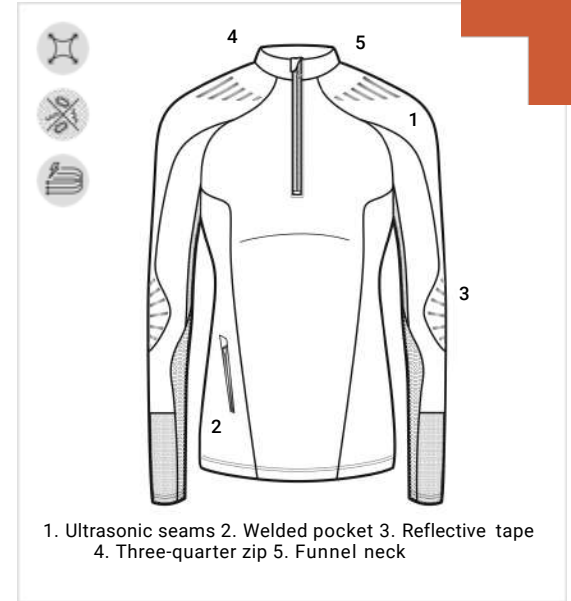 4
5
1
3
2
1. Ultrasonic seams 2. Welded pocket 3. Reflective tape
4. Three-quarter zip 5. Funnel neck